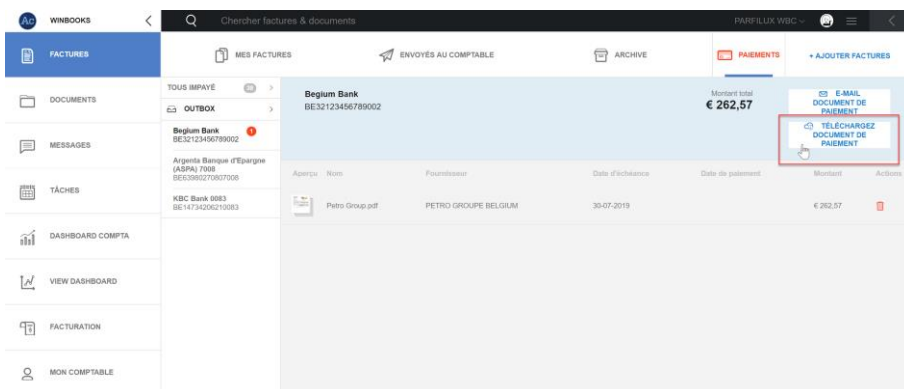 Ac WINBOOKS
Chercher factures & documents
PARFILUX WBC
FACTURES
DOCUMENTS
MESSAGES
TÂCHES
DASHBOARD COMPTA
VIEW DASHBOARD
FACTURATION
MON COMPTABLE
MES FACTURES
ENVOYÉS AU COMPTABLE
ARCHIVE
PAIEMENTS
+ AJOUTER FACTURES
TOUS IMPAYÉ
OUTBOX
Begium Bank 1
BE32123456789002
Argenta Banque d'Epargne
(ASPA) 7008
BE63980270807008
KBC Bank 0083
BE14734206210083
Begium Bank
BE32123456789002
Montant total
€ 262,57
E-MAIL
DOCUMENT DE
PAIEMENT
TÉLÉCHARGEZ
DOCUMENT DE
PAIEMENT
Aperçu Nom Fournisseur Date d'échéance Date de paiement Montant Actions
Petro Group.pdf PETRO GROUPE BELGIUM 30-07-2019 € 262,57